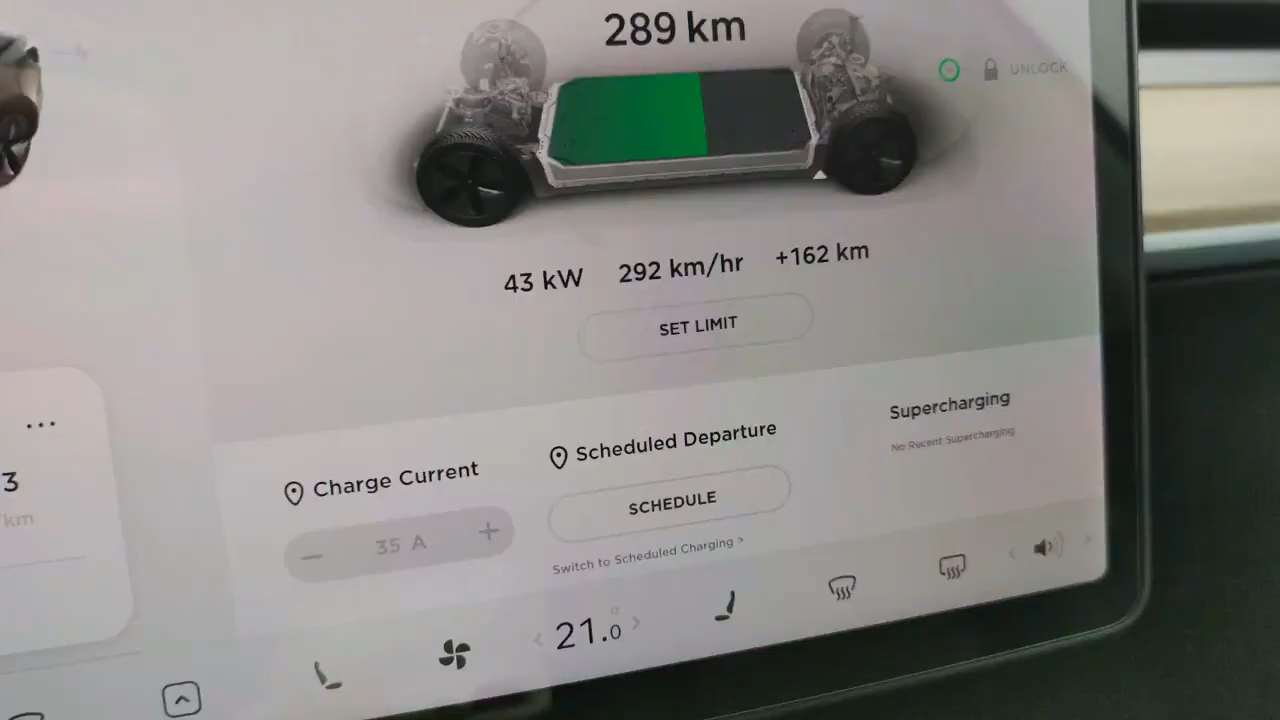 289 km
UNLOCK
43 kW 292 km/hr +162 km
SET LIMIT
...
3
/km
Charge Current
Scheduled Departure
Supercharging
No Recent Supercharging
− 35 A +
SCHEDULE
Switch to Scheduled Charging >
< 21.0 >